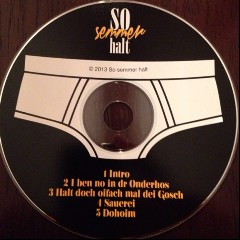 SO
semmer
halt
© 2013 So semmer halt
1 Intro
2 I ben no in dr Onderhos
3 Halt doch oifach mal dei Gosch
4 Sauerei
5 Dohoim